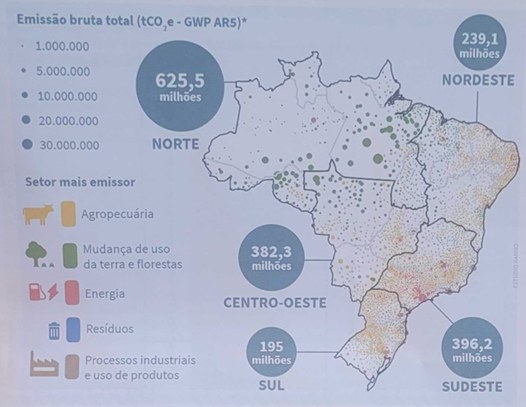 Emissão bruta total (tCO₂e - GWP AR5)*
1.000.000
5.000.000
10.000.000
20.000.000
30.000.000
625,5
milhões
NORTE
239,1
milhões
NORDESTE
Setor mais emissor
Agropecuária
Mudança de uso
da terra e florestas
Energia
Resíduos
Processos industriais
e uso de produtos
382,3
milhões
CENTRO-OESTE
195
milhões
SUL
396,2
milhões
SUDESTE